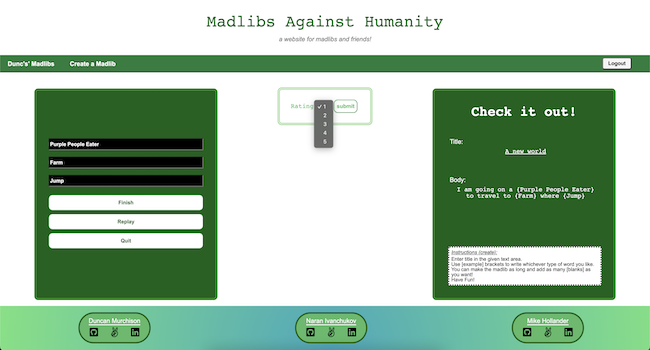 Madlibs Against Humanity
a website for madlibs and friends!
Dunc's' Madlibs
Create a Madlib
Logout
Purple People Eater
Farm
Jump
Finish
Replay
Quit
Rating
✓ 1
2
3
4
5
submit
Check it out!
Title:
A new world
Body:
I am going on a {Purple People Eater}
to travel to {Farm} where {Jump}
Instructions (create):
Enter title in the given text area.
Use [example] brackets to write whichever type of word you like.
You can make the madlib as long and add as many [blanks] as
you want!
Have Fun!
Duncan Murchison
Naran Ivanchukov
Mike Hollander